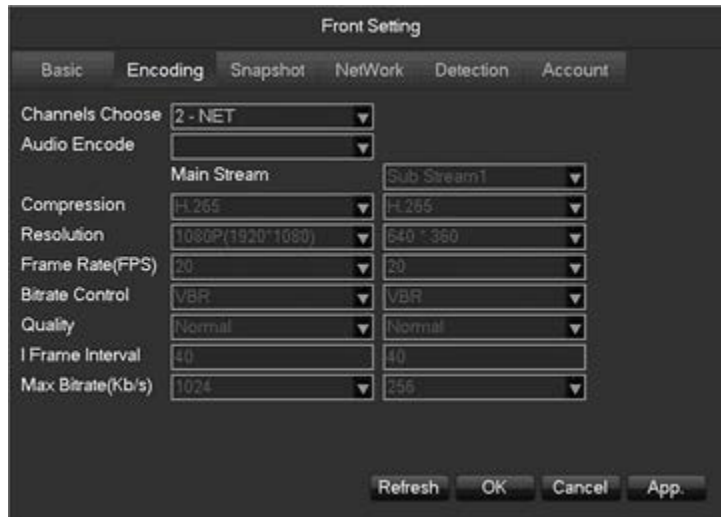 Front Setting
Basic Encoding Snapshot NetWork Detection Account
Channels Choose 2 - NET
Audio Encode
Main Stream Sub Stream1
Compression H.265 H.265
Resolution 1080P(1920*1080) 640 * 360
Frame Rate(FPS) 20 20
Bitrate Control VBR VBR
Quality Normal Normal
I Frame Interval 40 40
Max Bitrate(Kb/s) 1024 256
Refresh OK Cancel App.